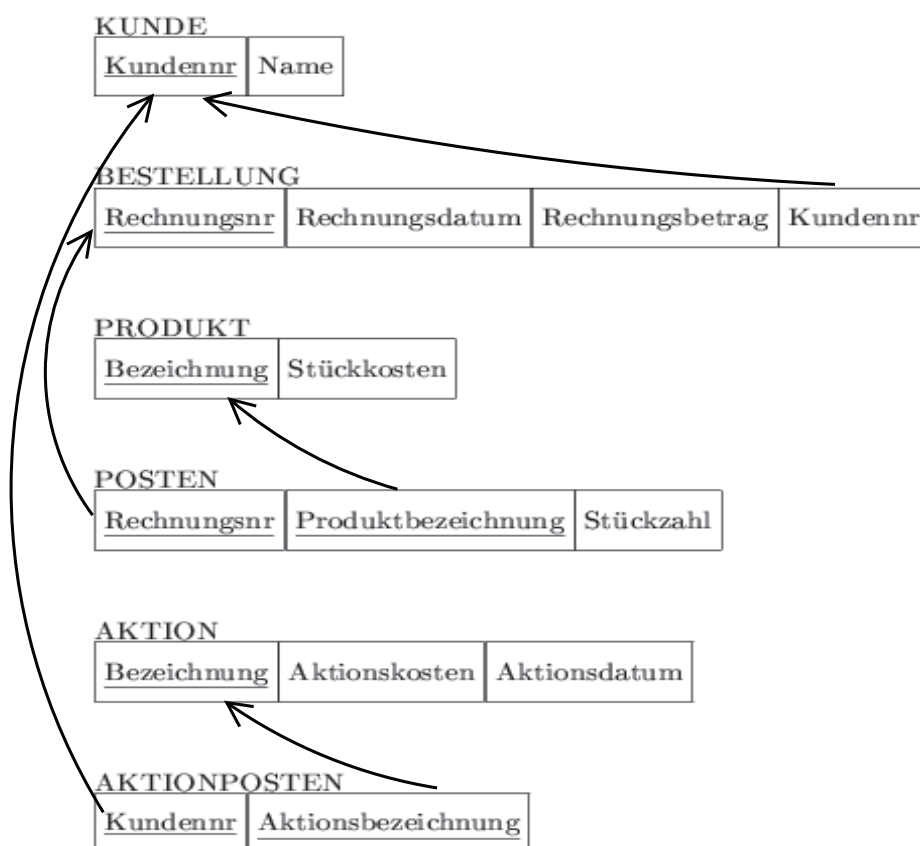 KUNDE
Kundennr Name
BESTELLUNG
Rechnungsnr Rechnungsdatum Rechnungsbetrag Kundennr
PRODUKT
Bezeichnung Stückkosten
POSTEN
Rechnungsnr Produktbezeichnung Stückzahl
AKTION
Bezeichnung Aktionskosten Aktionsdatum
AKTIONPOSTEN
Kundennr Aktionsbezeichnung